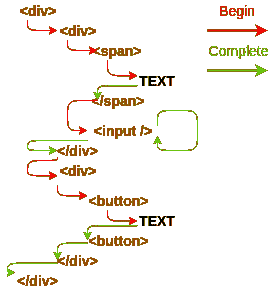 <div>
Begin
<div>
Complete
<span>
TEXT
</span>
<input />
</div>
<div>
<button>
TEXT
<button>
</div>
</div>